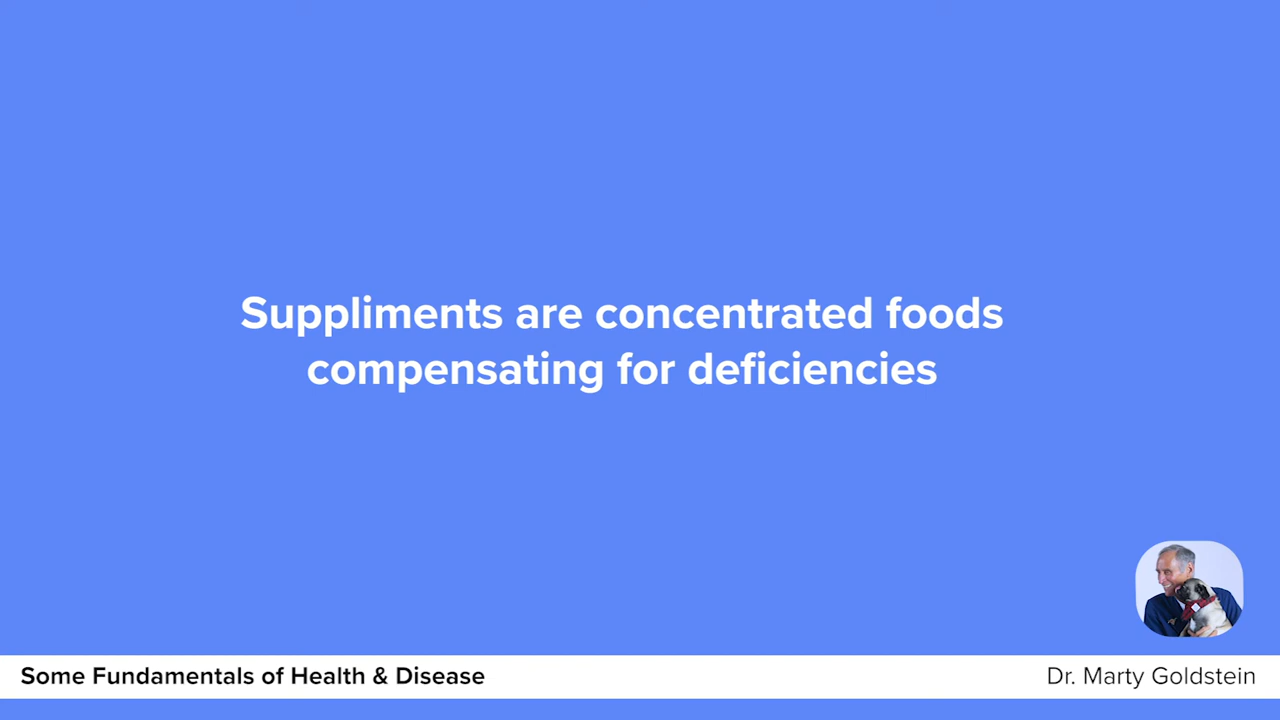 Suppliments are concentrated foods
compensating for deficiencies
Some Fundamentals of Health & Disease
Dr. Marty Goldstein